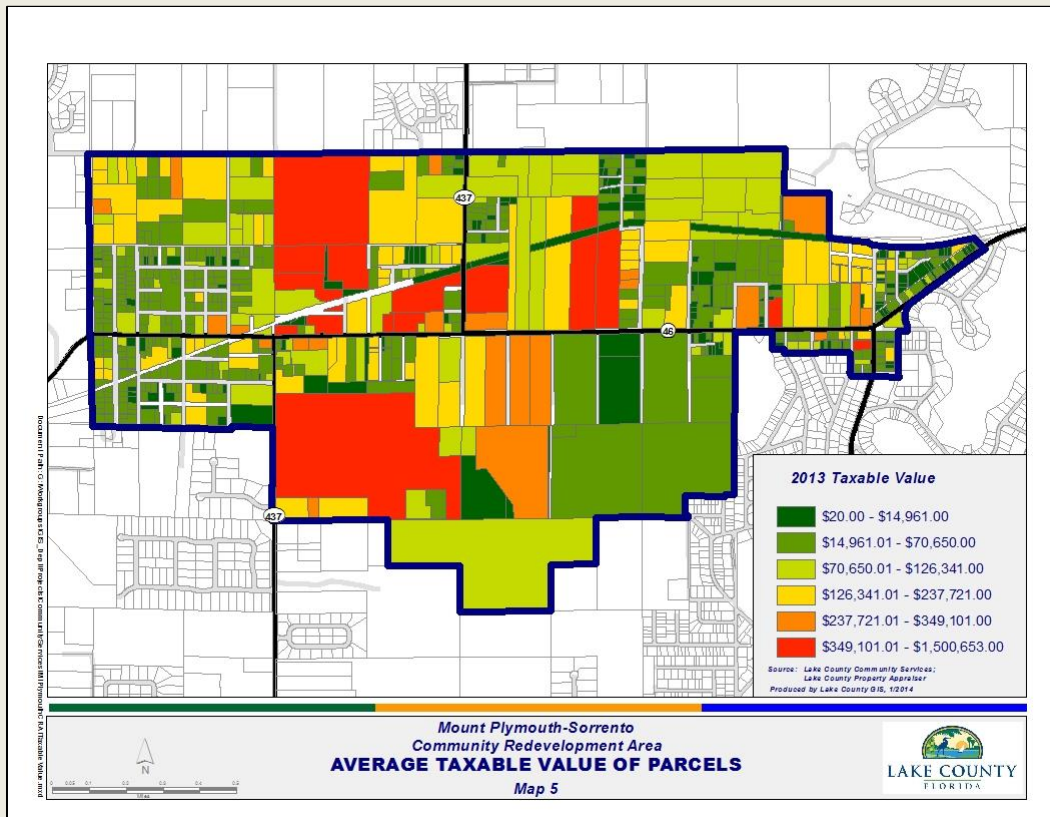 437
46
437
2013 Taxable Value
$20.00 - $14,961.00
$14,961.01 - $70,650.00
$70,650.01 - $126,341.00
$126,341.01 - $237,721.00
$237,721.01 - $349,101.00
$349,101.01 - $1,500,653.00
Source: Lake County Community Services;
Lake County Property Appraiser
Produced by Lake County GIS, 1/2014
Mount Plymouth-Sorrento
Community Redevelopment Area
AVERAGE TAXABLE VALUE OF PARCELS
Map 5
N
Miles
LAKE COUNTY
FLORIDA